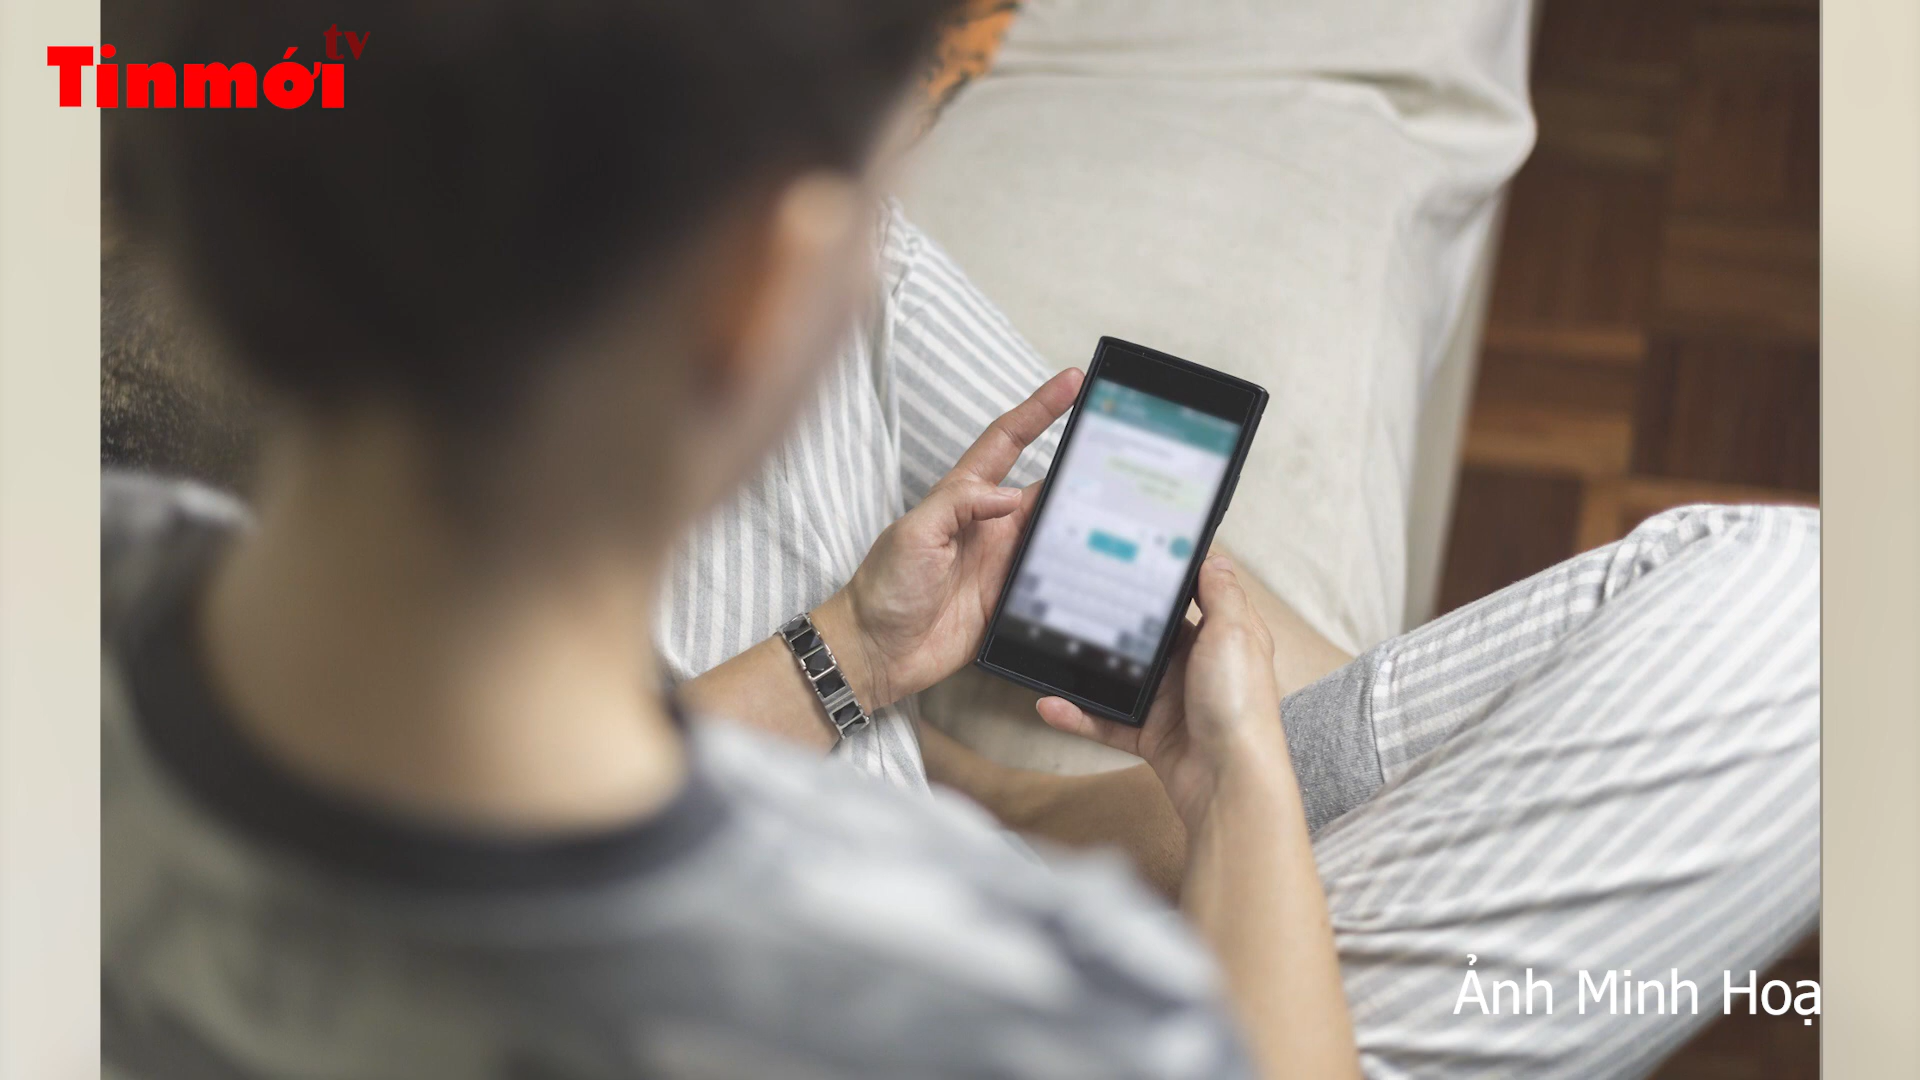 Tinmới tv
Ảnh Minh Hoạ